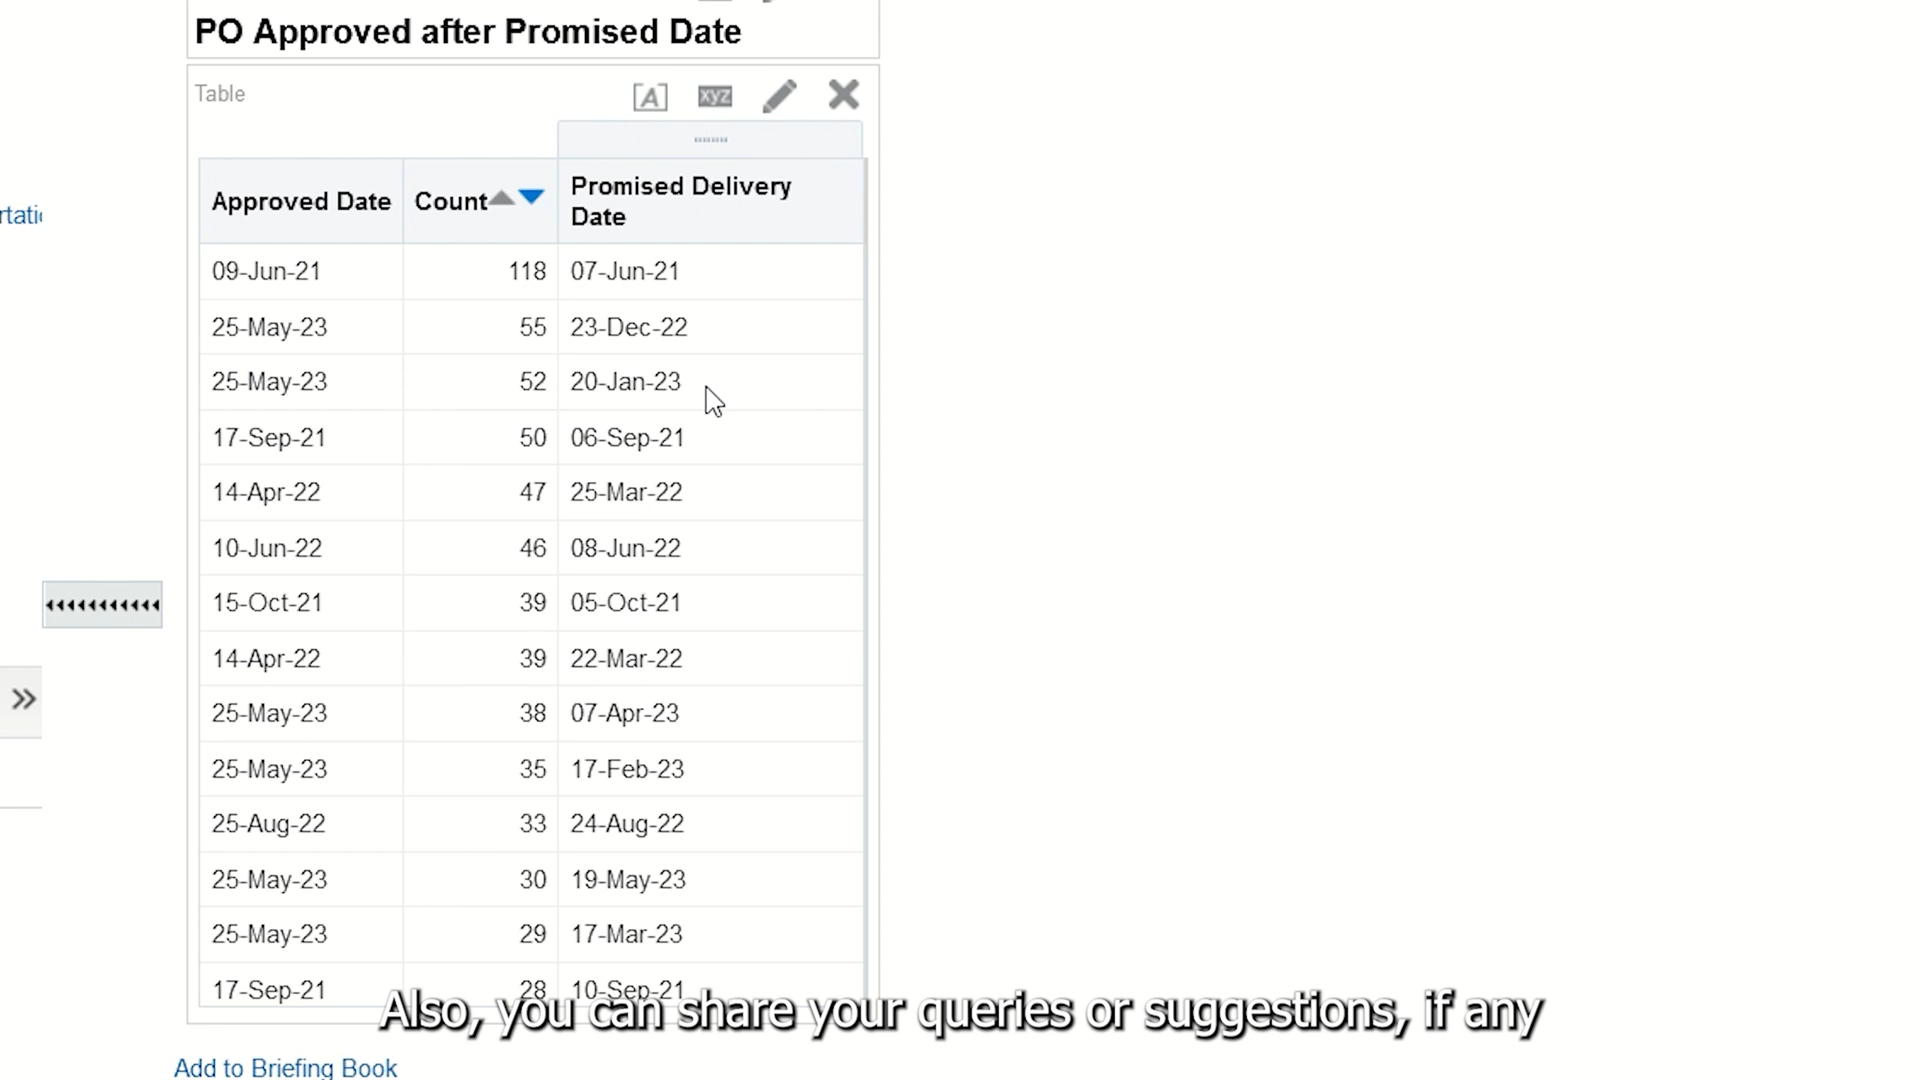 PO Approved after Promised Date
Table
[A] xyz
Approved Date Count Promised Delivery Date
09-Jun-21 118 07-Jun-21
25-May-23 55 23-Dec-22
25-May-23 52 20-Jan-23
17-Sep-21 50 06-Sep-21
14-Apr-22 47 25-Mar-22
10-Jun-22 46 08-Jun-22
15-Oct-21 39 05-Oct-21
14-Apr-22 39 22-Mar-22
25-May-23 38 07-Apr-23
25-May-23 35 17-Feb-23
25-Aug-22 33 24-Aug-22
25-May-23 30 19-May-23
25-May-23 29 17-Mar-23
17-Sep-21 28 10-Sep-21
Also, you can share your queries or suggestions, if any
Add to Briefing Book